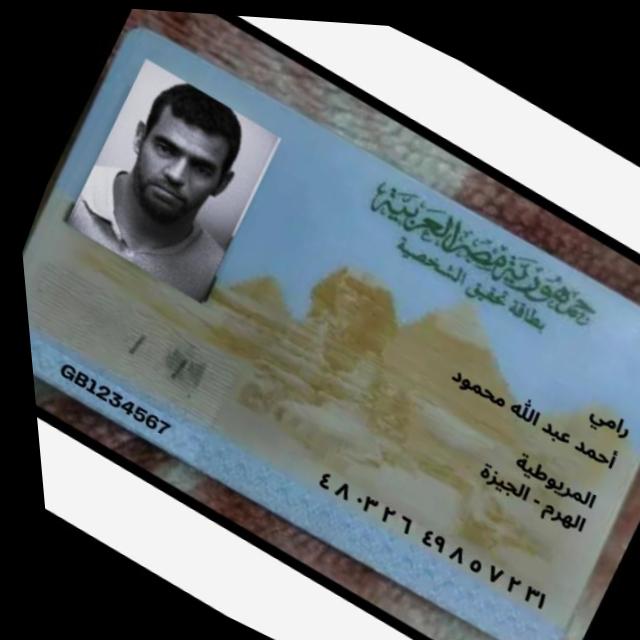 جمهورية مصر العربية
بطاقة تحقيق الشخصية
رامي
أحمد عبد الله محمود
المريوطية
الهرم - الجيزة
٤٨٠٣٢٦ ٤٩٨٥٧٢٣١
GB1234567